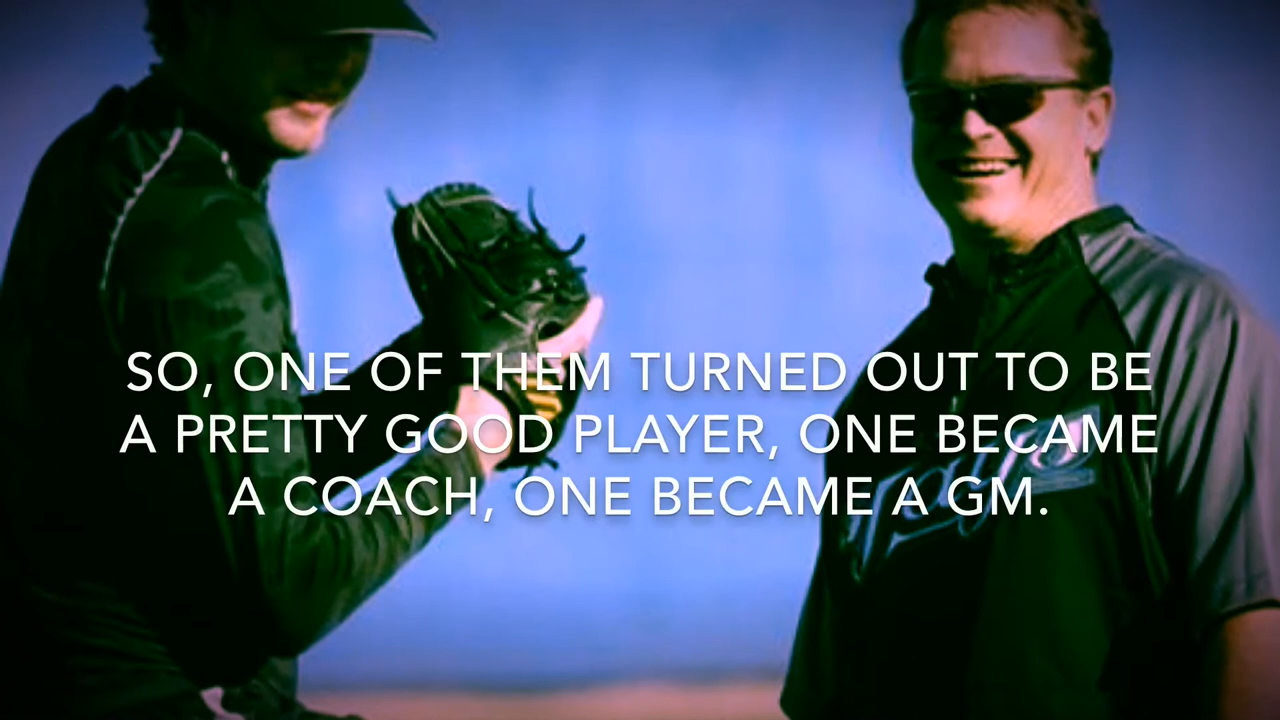 SO, ONE OF THEM TURNED OUT TO BE
A PRETTY GOOD PLAYER, ONE BECAME
A COACH, ONE BECAME A GM.